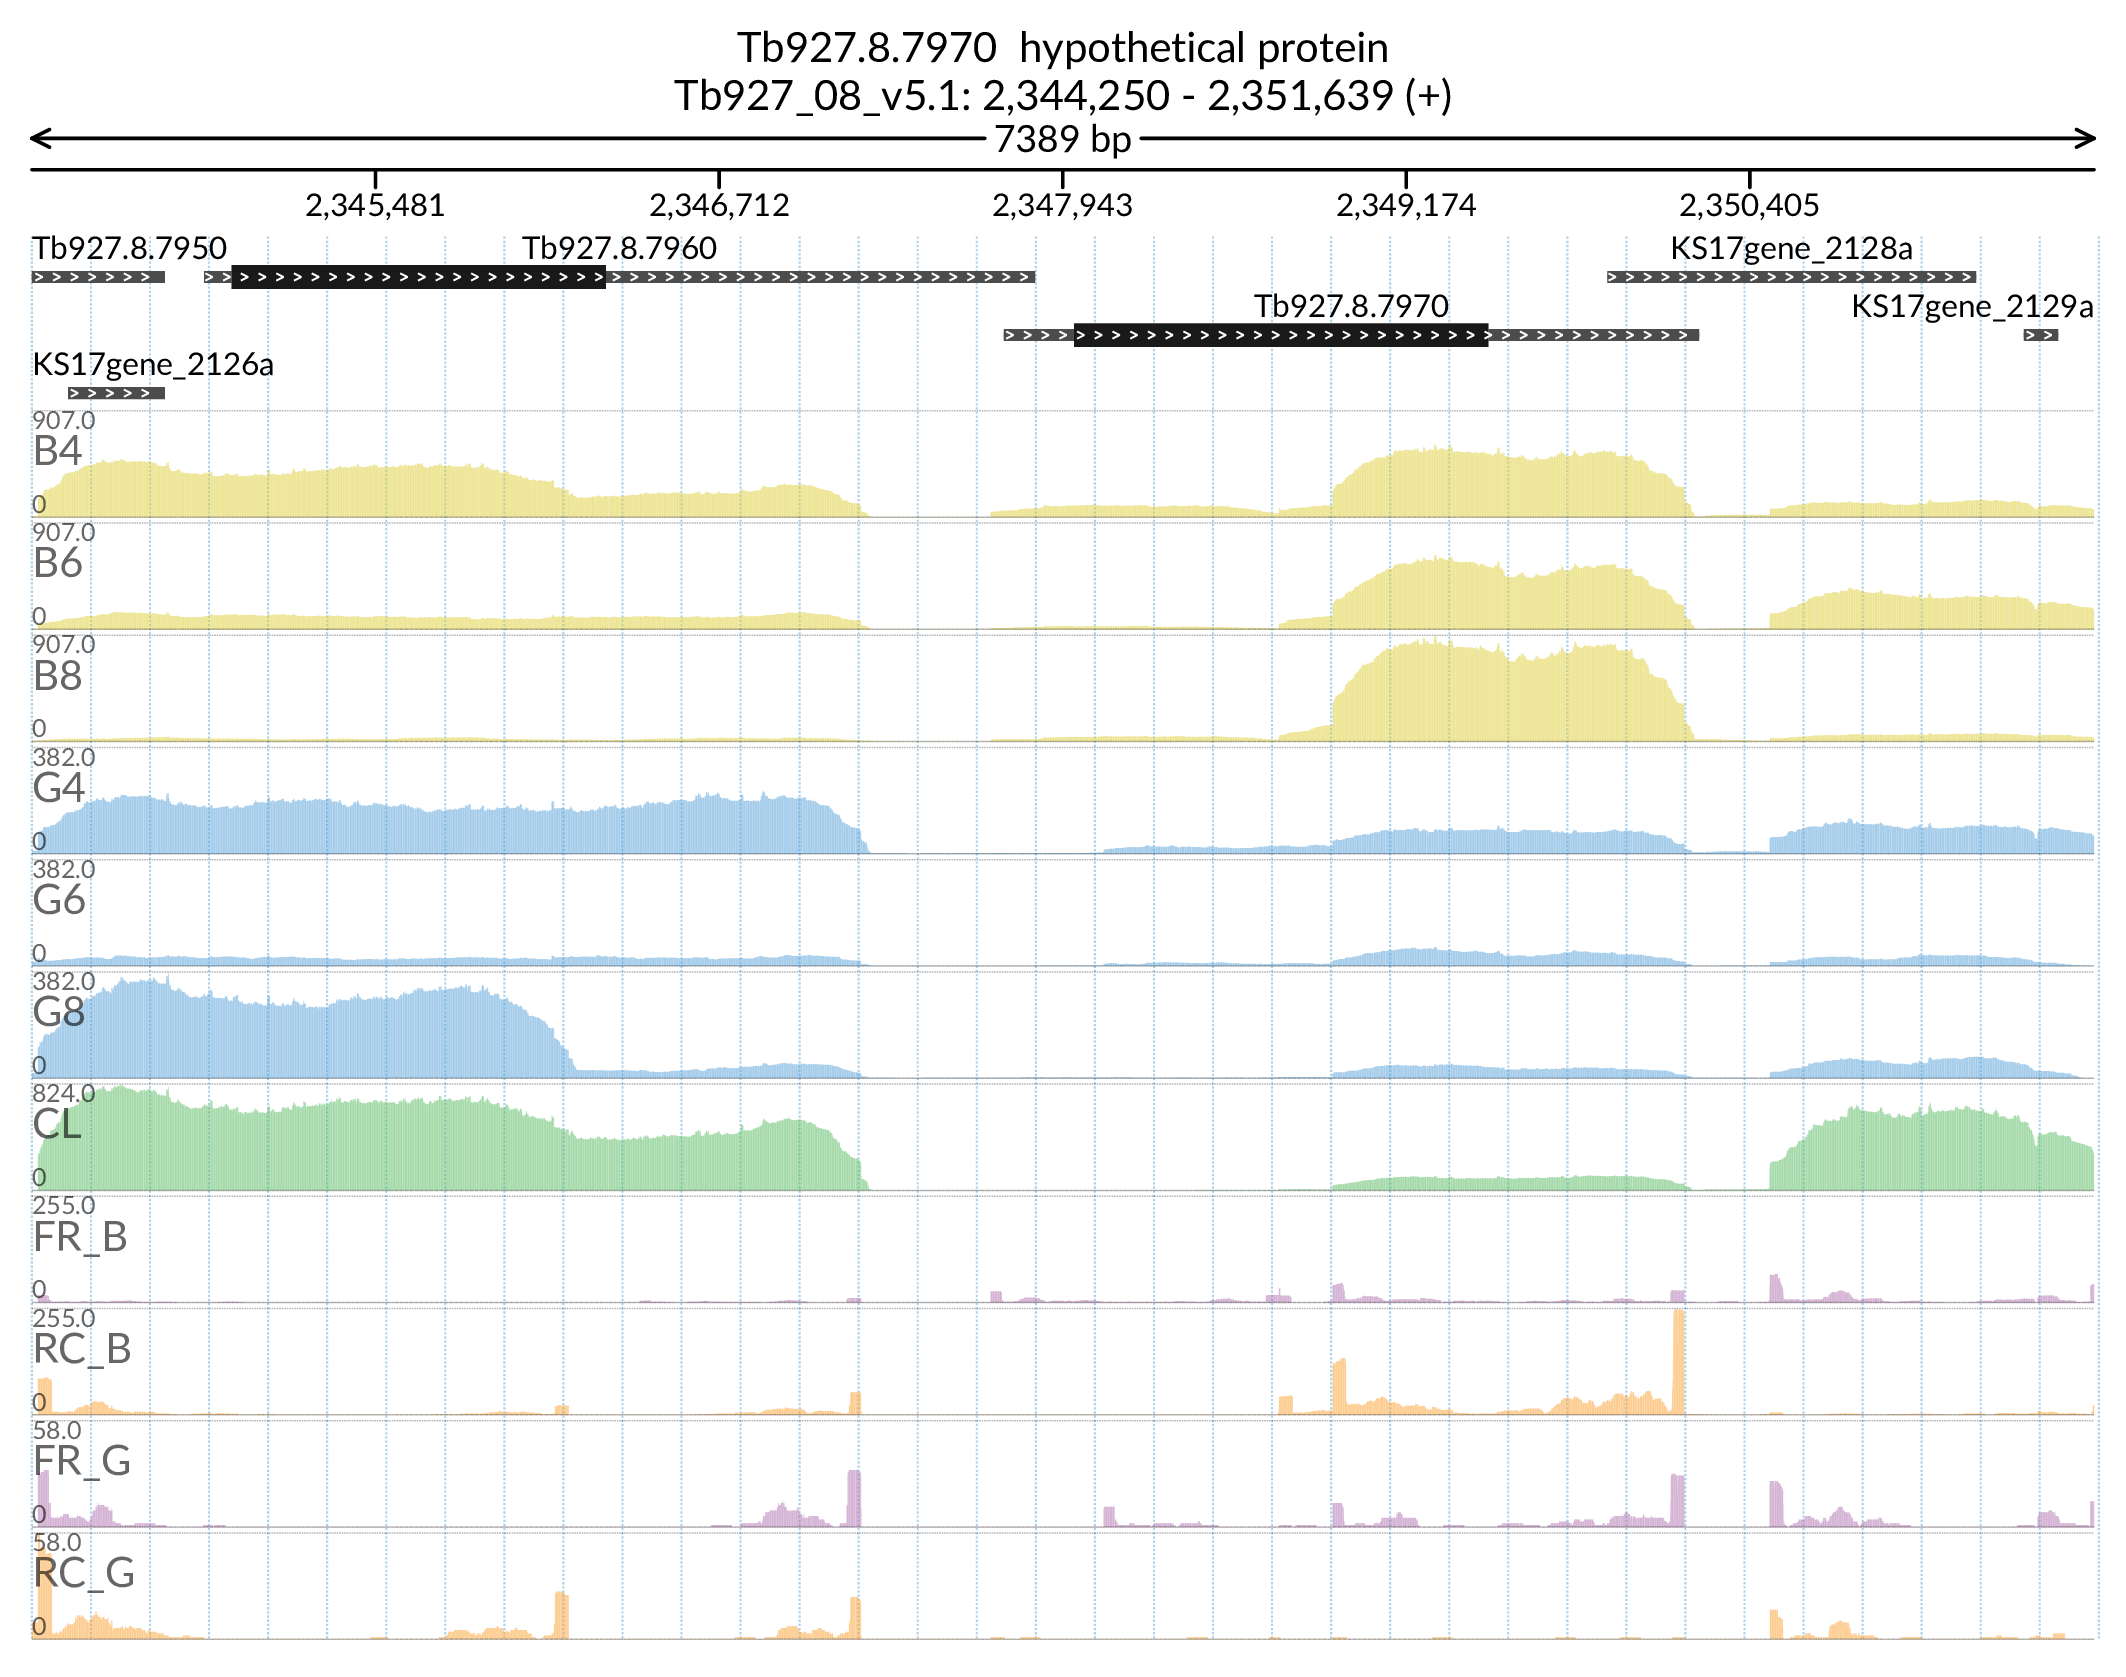 Tb927.8.7970  hypothetical protein
Tb927_08_v5.1: 2,344,250 - 2,351,639 (+)
7389 bp
2,345,481 2,346,712 2,347,943 2,349,174 2,350,405
Tb927.8.7950 Tb927.8.7960 KS17gene_2128a
Tb927.8.7970 KS17gene_2129a
KS17gene_2126a
907.0
B4
0
907.0
B6
0
907.0
B8
0
382.0
G4
0
382.0
G6
0
382.0
G8
0
824.0
CL
0
255.0
FR_B
0
255.0
RC_B
0
58.0
FR_G
0
58.0
RC_G
0